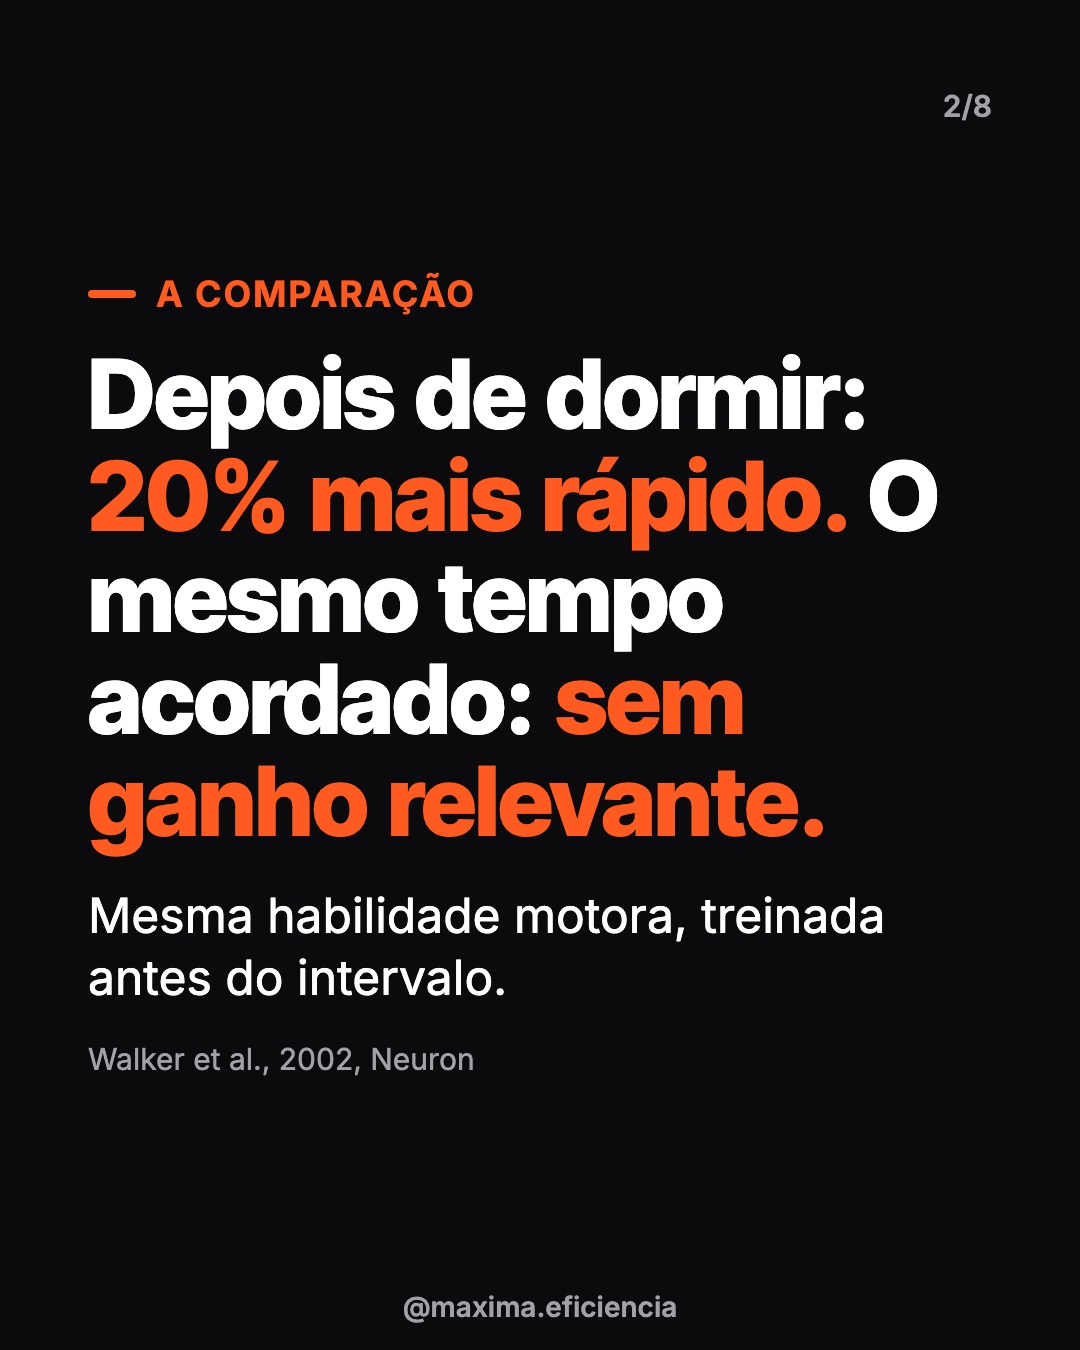 2/8
A COMPARAÇÃO
Depois de dormir:
20% mais rápido. O
mesmo tempo
acordado: sem
ganho relevante.
Mesma habilidade motora, treinada
antes do intervalo.
Walker et al., 2002, Neuron
@maxima.eficiencia